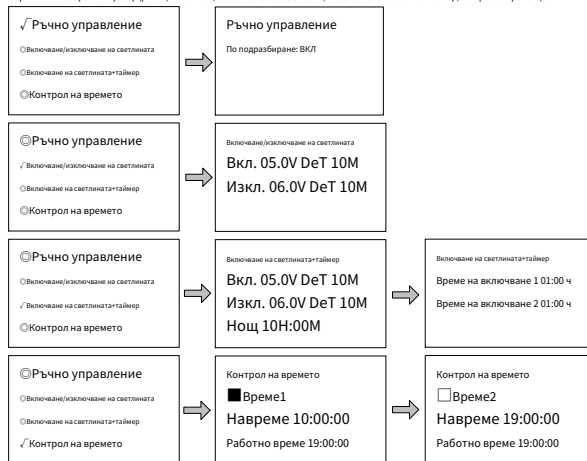 √Ръчно управление
◎Включване/изключване на светлината
◎Включване на светлината+таймер
◎Контрол на времето
Ръчно управление
По подразбиране: ВКЛ
◎Ръчно управление
√Включване/изключване на светлината
◎Включване на светлината+таймер
◎Контрол на времето
Включване/изключване на светлината
Вкл. 05.0V DeT 10M
Изкл. 06.0V DeT 10M
◎Ръчно управление
◎Включване/изключване на светлината
√Включване на светлината+таймер
◎Контрол на времето
Включване на светлината+таймер
Вкл. 05.0V DeT 10M
Изкл. 06.0V DeT 10M
Нощ 10H:00M
Включване на светлината+таймер
Време на включване 1 01:00 ч
Време на включване 2 01:00 ч
◎Ръчно управление
◎Включване/изключване на светлината
◎Включване на светлината+таймер
√Контрол на времето
Контрол на времето
■Време1
Навреме 10:00:00
Работно време 19:00:00
Контрол на времето
□Време2
Навреме 19:00:00
Работно време 19:00:00